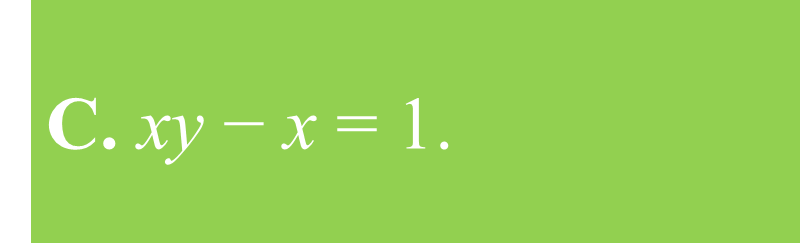 C. xy − x = 1.